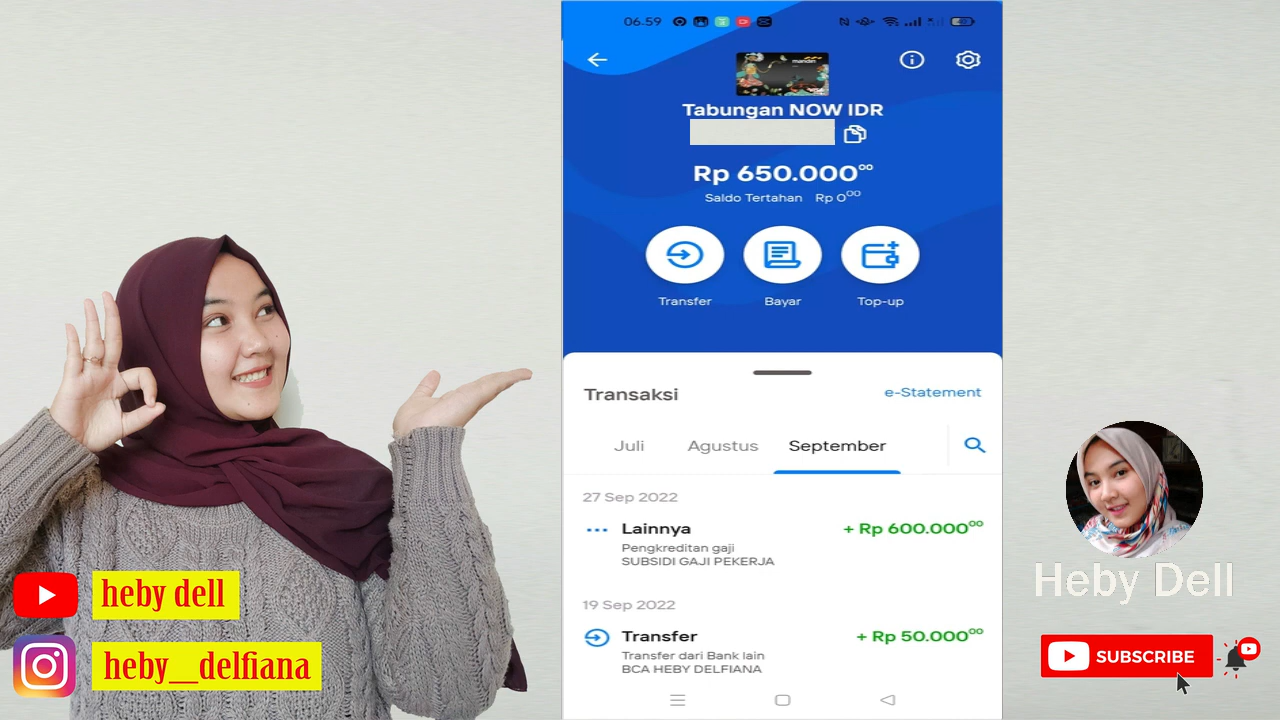 06.59
mandiri
VISA
Tabungan NOW IDR
Rp 650.000⁰⁰
Saldo Tertahan Rp 0⁰⁰
Transfer Bayar Top-up
Transaksi e-Statement
Juli Agustus September
27 Sep 2022
Lainnya + Rp 600.000⁰⁰
Pengkreditan gaji
SUBSIDI GAJI PEKERJA
19 Sep 2022
Transfer + Rp 50.000⁰⁰
Transfer dari Bank lain
BCA HEBY DELFIANA
heby dell
heby__delfiana
Heby Dell
SUBSCRIBE